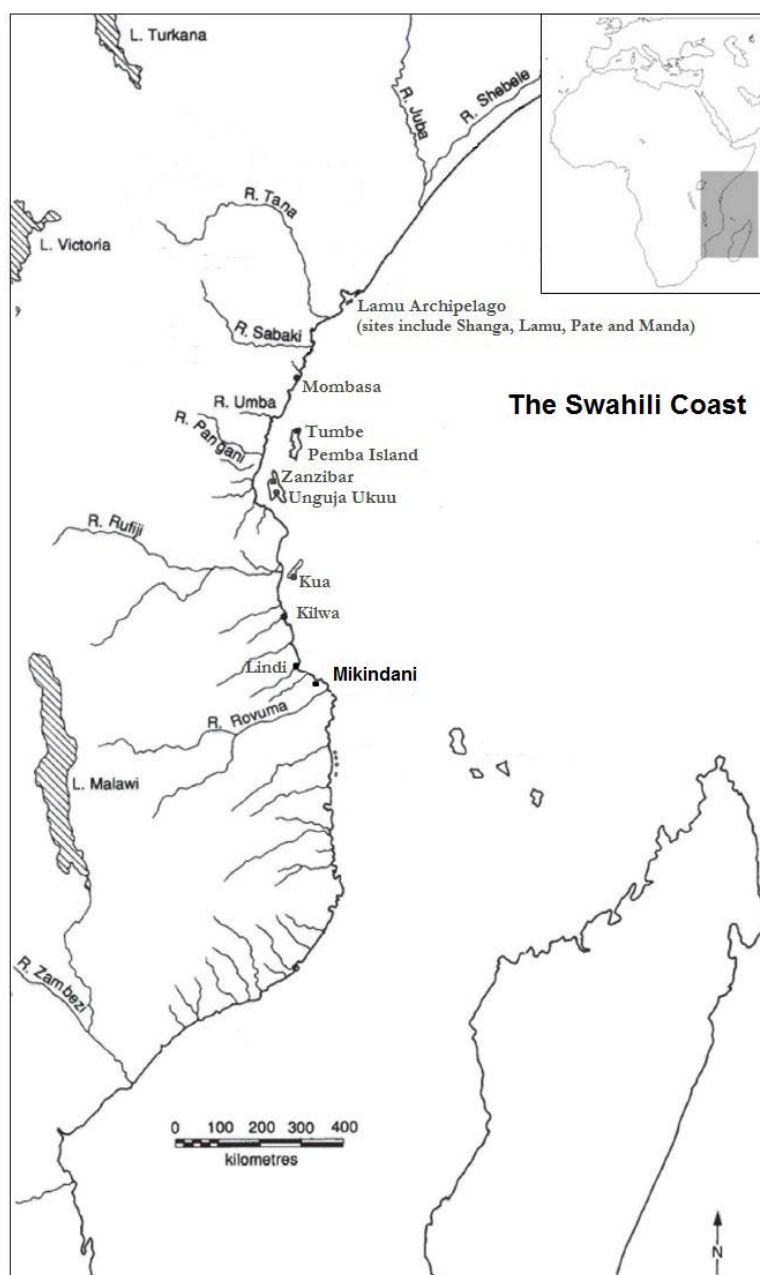 L. Turkana
R. Juba
R. Shebele
R. Tana
L. Victoria
Lamu Archipelago
(sites include Shanga, Lamu, Pate and Manda)
R. Sabaki
Mombasa
R. Umba
The Swahili Coast
R. Pangani
Tumbe
Pemba Island
Zanzibar
Unguja Ukuu
R. Rufiji
Kua
Kilwa
Lindi
Mikindani
R. Rovuma
L. Malawi
R. Zambezi
0 100 200 300 400
kilometres
N